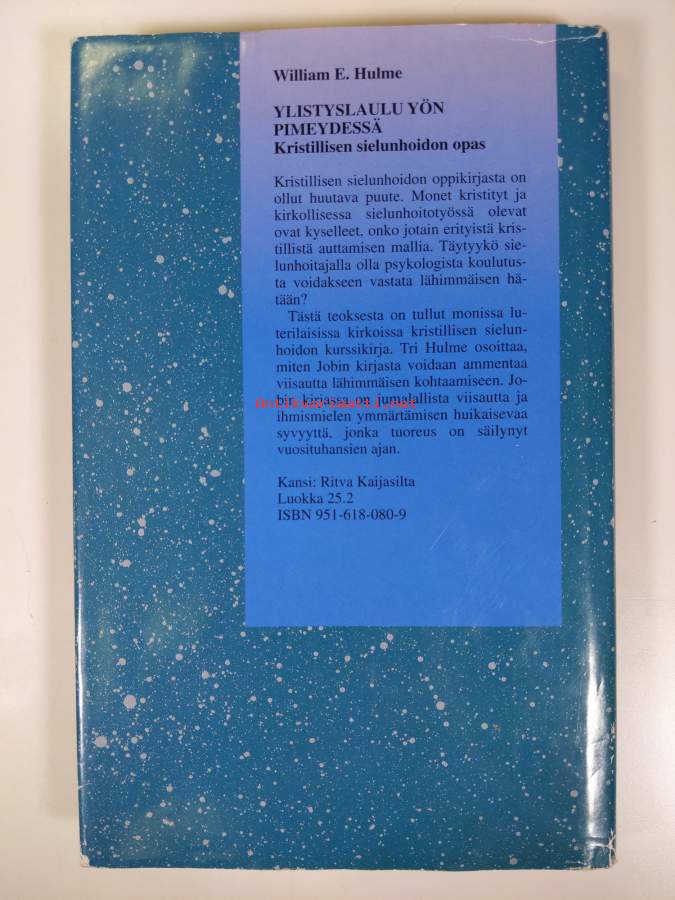 William E. Hulme
YLISTYSLAULU YÖN
PIMEYDESSÄ
Kristillisen sielunhoidon opas
Kristillisen sielunhoidon oppikirjasta on
ollut huutava puute. Monet kristityt ja
kirkollisessa sielunhoitotyössä olevat
ovat kyselleet, onko jotain erityistä kris-
tillistä auttamisen mallia. Täytyykö sie-
lunhoitajalla olla psykologista koulutus-
ta voidakseen vastata lähimmäisen hä-
tään?
Tästä teoksesta on tullut monissa lu-
terilaisissa kirkoissa kristillisen sielun-
hoidon kurssikirja. Tri Hulme osoittaa,
miten Jobin kirjasta voidaan ammentaa
viisautta lähimmäisen kohtaamiseen. Jo-
bin kirjassa on jumalallista viisautta ja
ihmismielen ymmärtämisen huikaisevaa
syvyyttä, jonka tuoreus on säilynyt
vuosituhansien ajan.
Kansi: Ritva Kaijasilta
Luokka 25.2
ISBN 951-618-080-9